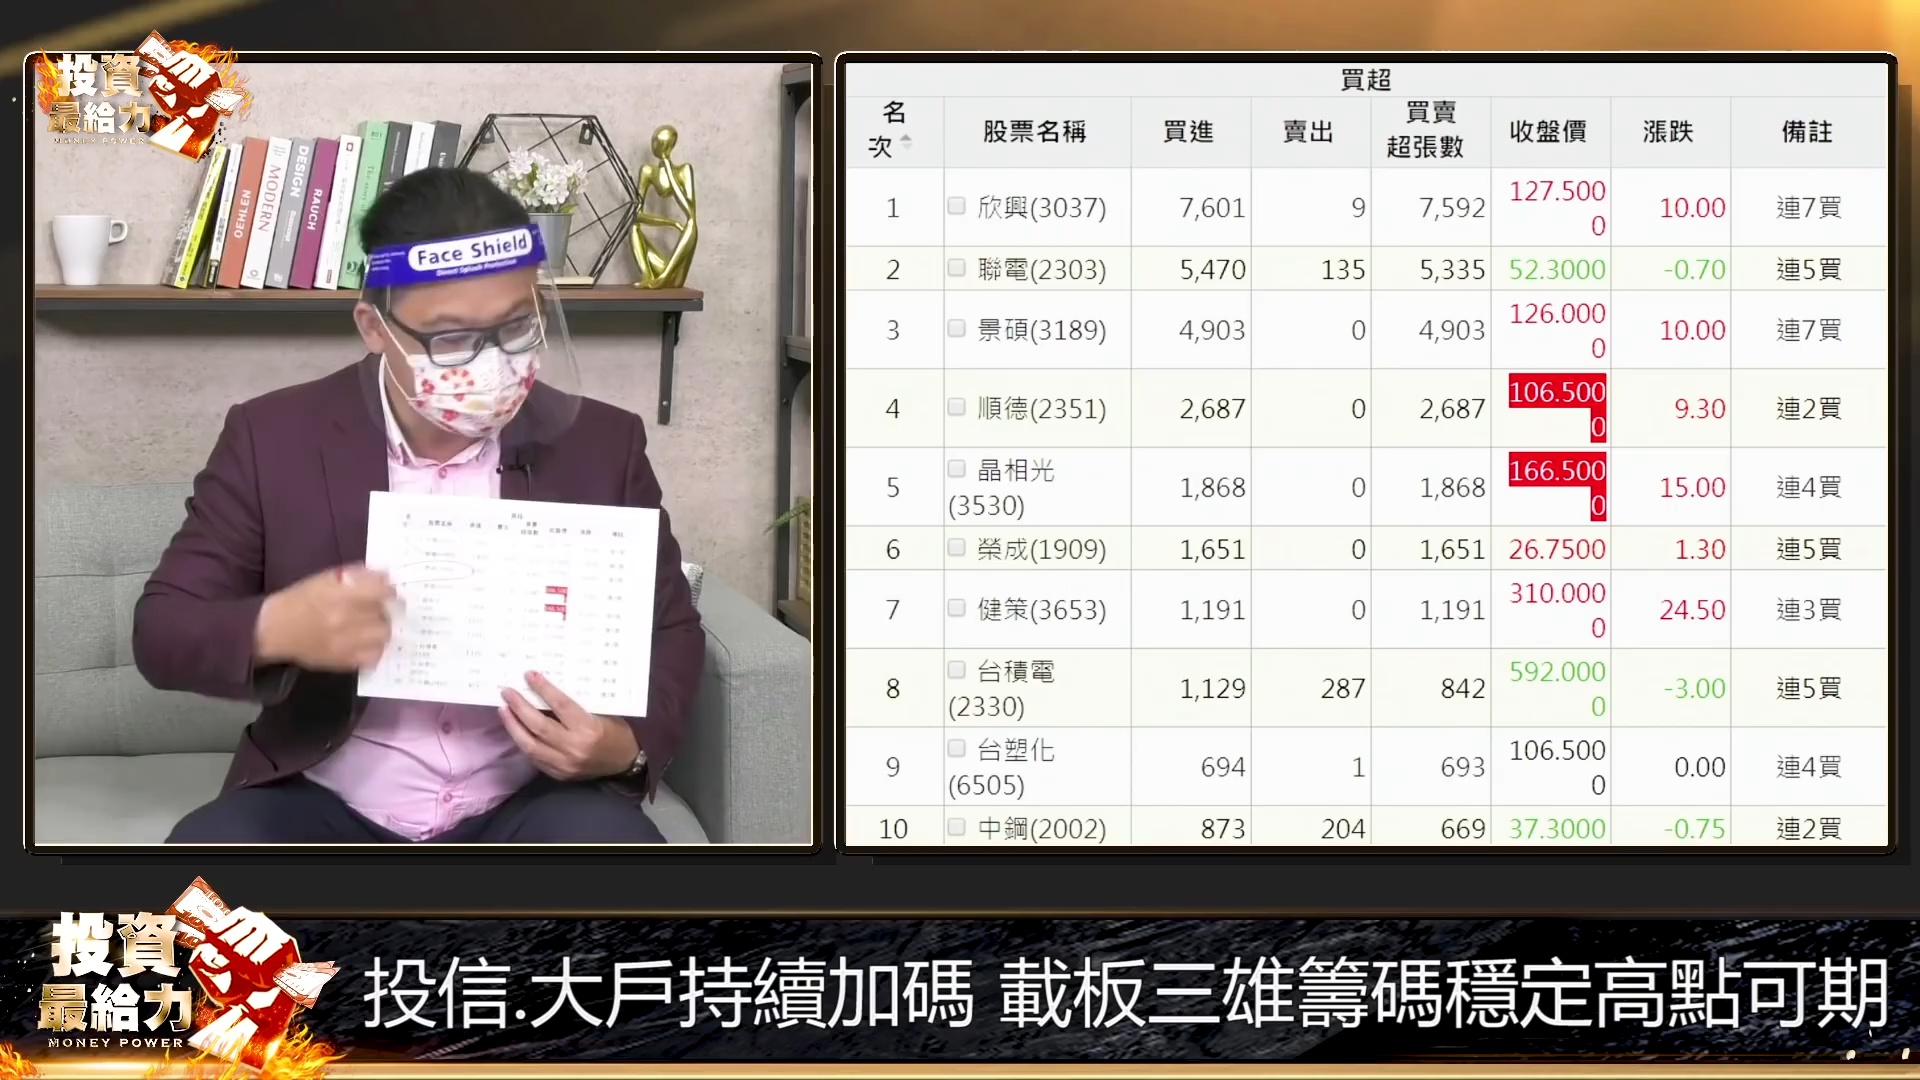 投資
最給力
MONEY POWER
OEHLEN
MODERN
DESIGN
RAUCH
Face Shield
Direct Splash Protection
買超
名次 股票名稱 買進 賣出 買賣超張數 收盤價 漲跌 備註
1 欣興(3037) 7,601 9 7,592 127.5000 10.00 連7買
2 聯電(2303) 5,470 135 5,335 52.3000 -0.70 連5買
3 景碩(3189) 4,903 0 4,903 126.0000 10.00 連7買
4 順德(2351) 2,687 0 2,687 106.5000 9.30 連2買
5 晶相光(3530) 1,868 0 1,868 166.5000 15.00 連4買
6 榮成(1909) 1,651 0 1,651 26.7500 1.30 連5買
7 健策(3653) 1,191 0 1,191 310.0000 24.50 連3買
8 台積電(2330) 1,129 287 842 592.0000 -3.00 連5買
9 台塑化(6505) 694 1 693 106.5000 0.00 連4買
10 中鋼(2002) 873 204 669 37.3000 -0.75 連2買
投資
最給力
MONEY POWER
投信.大戶持續加碼 載板三雄籌碼穩定高點可期